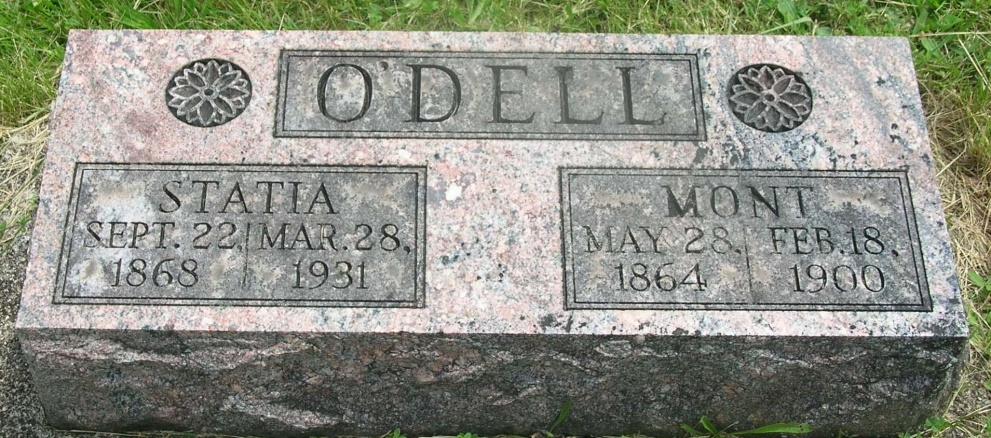 O'DELL
STATIA
SEPT. 22, MAR. 28,
1868 1931
MONT
MAY 28, FEB. 18,
1864 1900